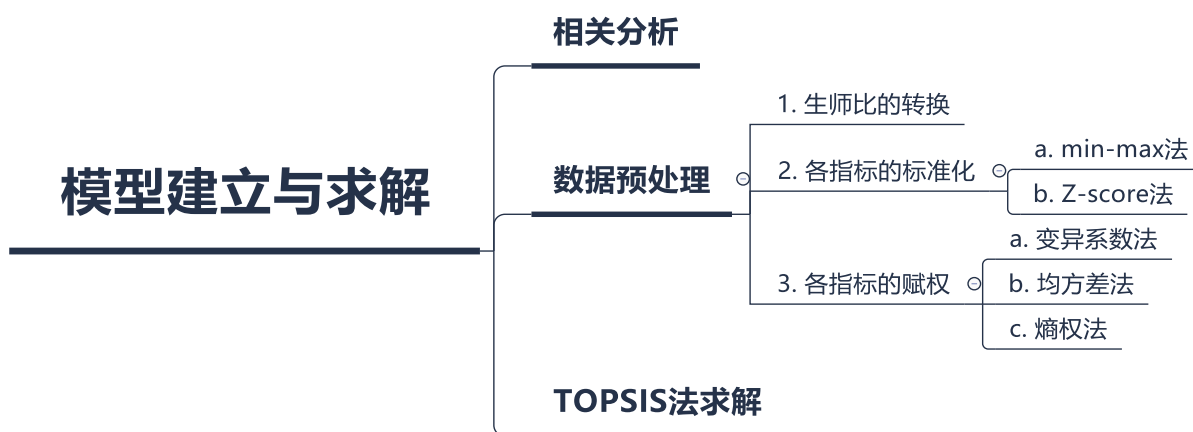 模型建立与求解
相关分析
数据预处理
1. 生师比的转换
2. 各指标的标准化
a. min-max法
b. Z-score法
3. 各指标的赋权
a. 变异系数法
b. 均方差法
c. 熵权法
TOPSIS法求解